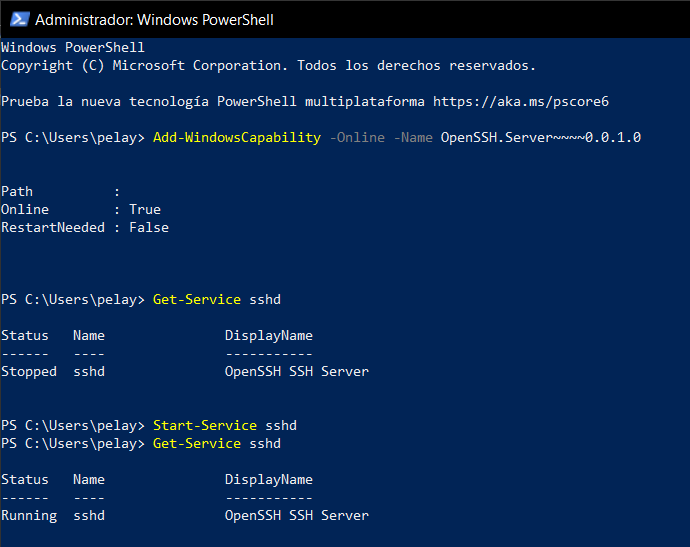 Administrador: Windows PowerShell
Windows PowerShell
Copyright (C) Microsoft Corporation. Todos los derechos reservados.
Prueba la nueva tecnología PowerShell multiplataforma https://aka.ms/pscore6
PS C:\Users\pelay> Add-WindowsCapability -Online -Name OpenSSH.Server~~~~0.0.1.0
Path          :
Online        : True
RestartNeeded : False
PS C:\Users\pelay> Get-Service sshd
Status   Name               DisplayName
------   ----               -----------
Stopped  sshd               OpenSSH SSH Server
PS C:\Users\pelay> Start-Service sshd
PS C:\Users\pelay> Get-Service sshd
Status   Name               DisplayName
------   ----               -----------
Running  sshd               OpenSSH SSH Server